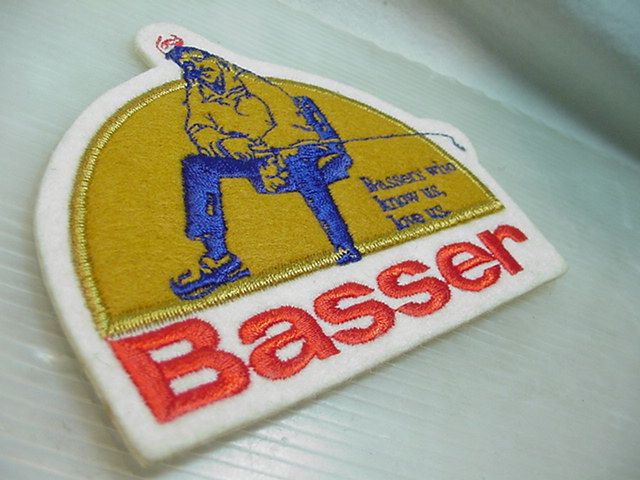 Bassers who
know us,
love us.
Basser